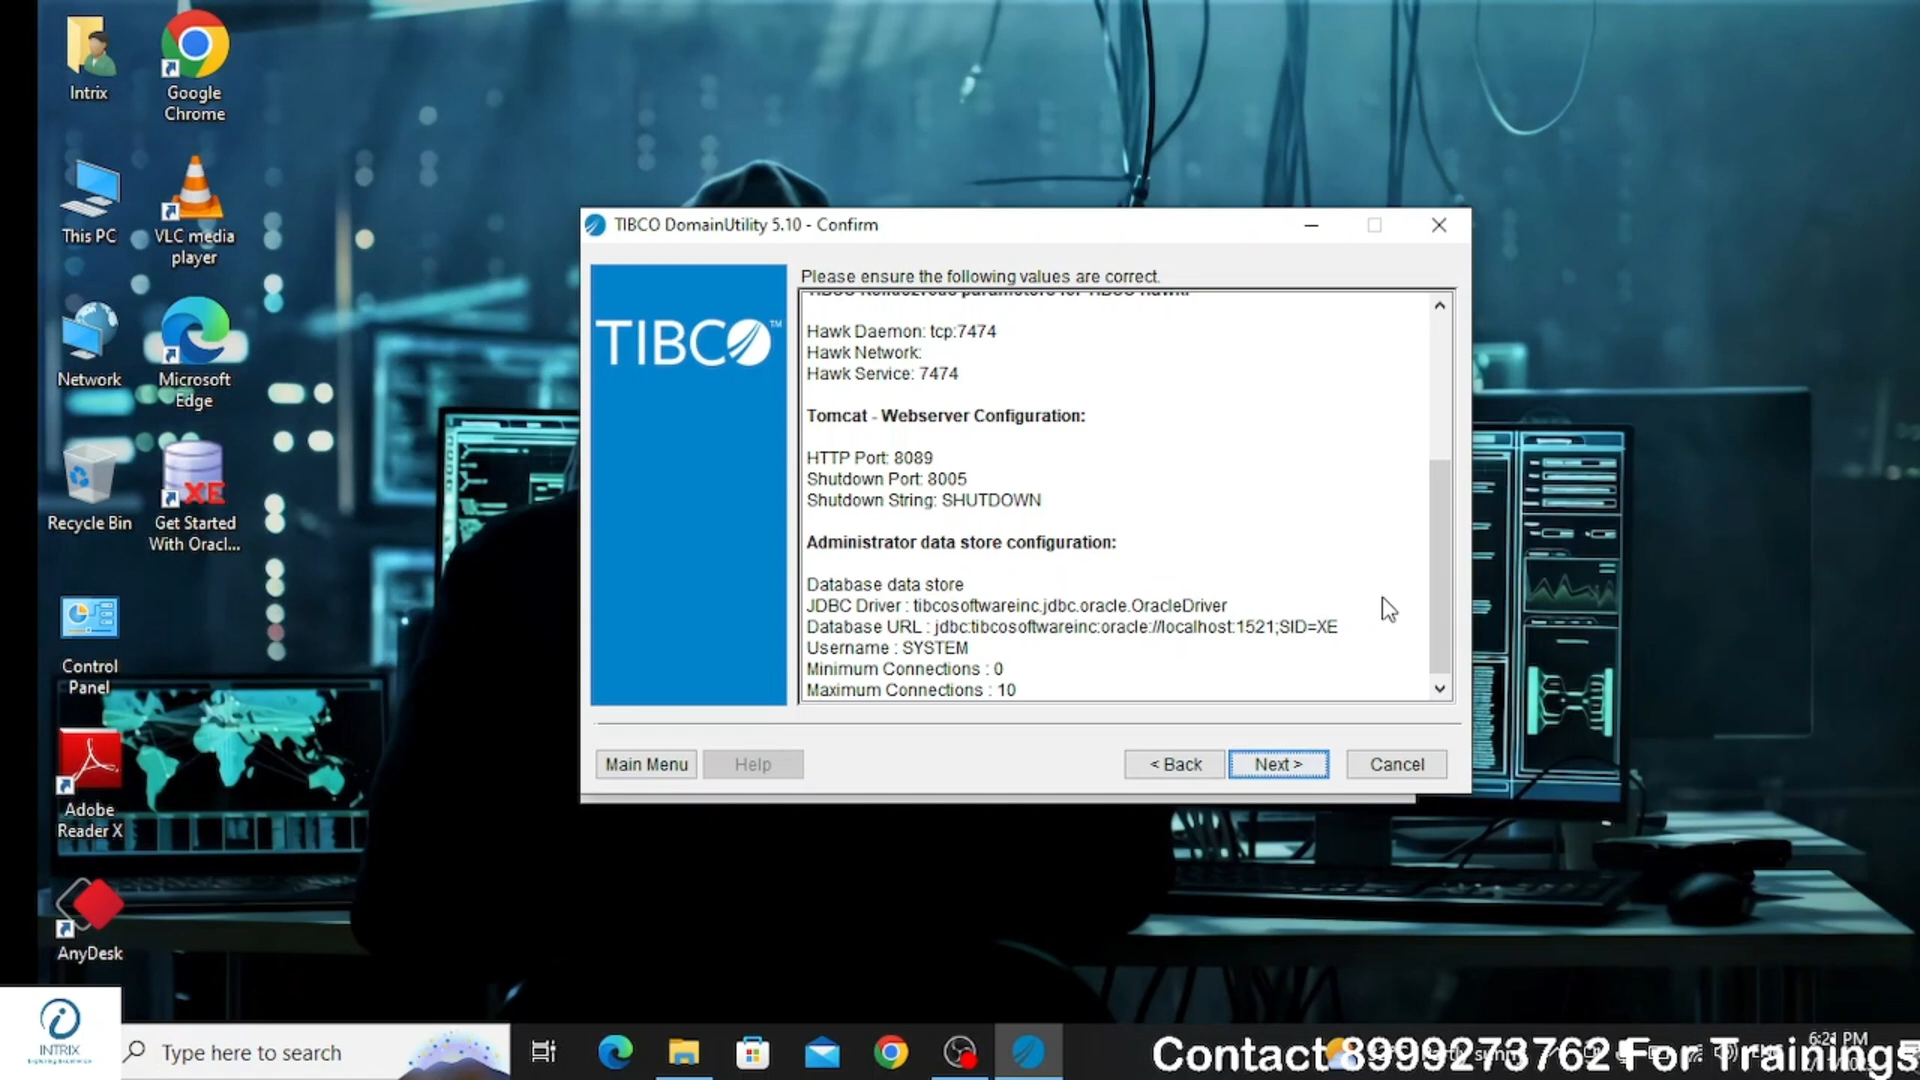 Intrix
Google
Chrome
This PC
VLC media
player
Network
Microsoft
Edge
Recycle Bin
XE
Get Started
With Oracl...
Control
Panel
Adobe
Reader X
AnyDesk
TIBCO DomainUtility 5.10 - Confirm
Please ensure the following values are correct.
TIBCO™
Hawk Daemon: tcp:7474
Hawk Network:
Hawk Service: 7474
Tomcat - Webserver Configuration:
HTTP Port: 8089
Shutdown Port: 8005
Shutdown String: SHUTDOWN
Administrator data store configuration:
Database data store
JDBC Driver : tibcosoftwareinc.jdbc.oracle.OracleDriver
Database URL : jdbc:tibcosoftwareinc:oracle://localhost:1521;SID=XE
Username : SYSTEM
Minimum Connections : 0
Maximum Connections : 10
Main Menu
Help
< Back
Next >
Cancel
INTRIX
Type here to search
Contact 8999273762 For Trainings
6:21 PM